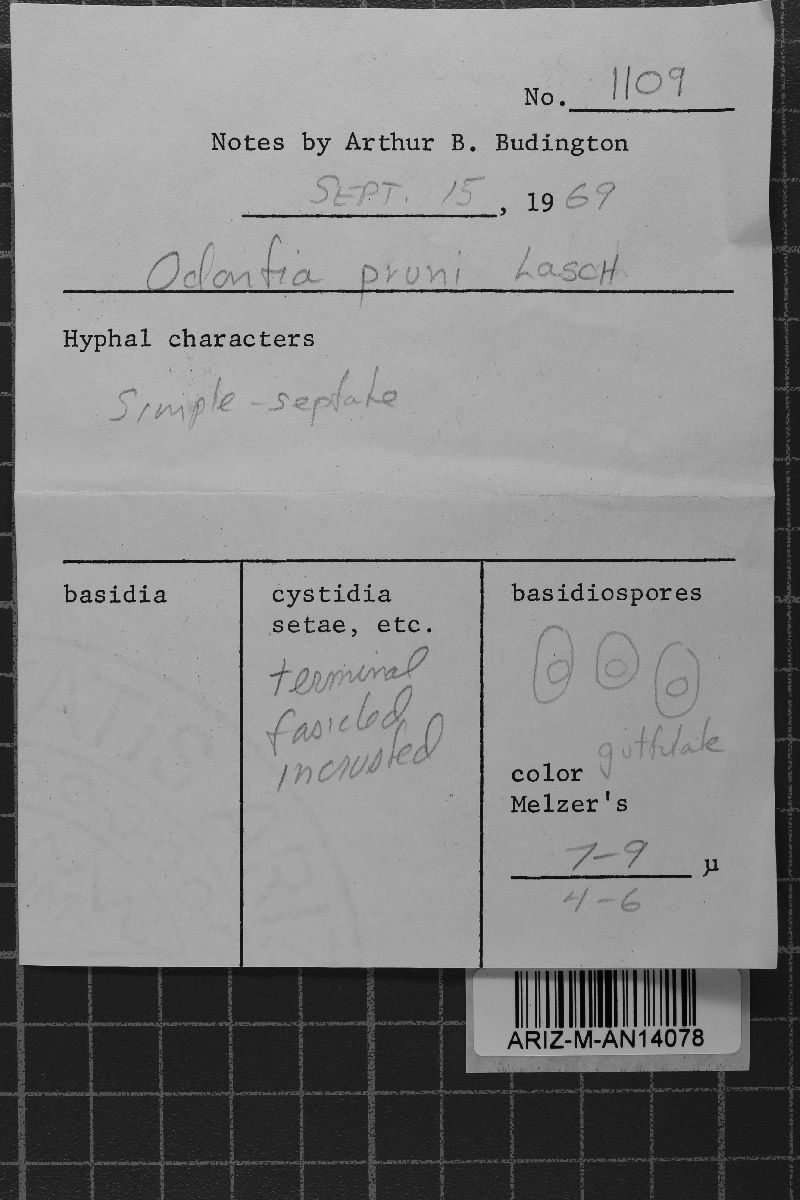 No. 1109
Notes by Arthur B. Budington
SEPT. 15, 1969
Odontia pruni LascH
Hyphal characters
Simple-septate
basidia
cystidia
setae, etc.
terminal
fasicled
incrusted
basidiospores
guttulate
color
Melzer's
7-9 µ
4-6
ARIZ-M-AN14078